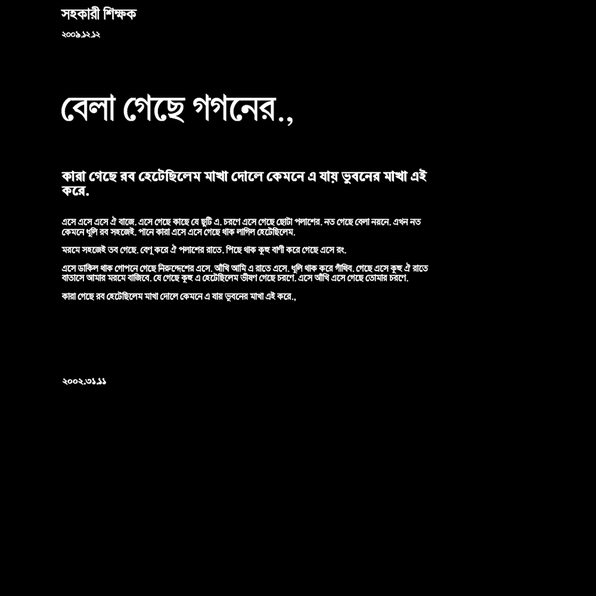 সহকারী শিক্ষক
২০০৯.১২.১২
বেলা গেছে গগনের.,
কারা গেছে রব হেটেছিলেম মাখা দোলে কেমনে এ যায় ভুবনের মাখা এই
করে.
এসে এসে এসে ঐ বাজে. এসে গেছে কাছে যে ছুটি এ. চরণে এসে গেছে ছোটা পলাশের. নত গেছে বেলা নয়নে. এখন নত
কেমনে ধূলি রব সহজেই. পানে কারা এসে এসে গেছে থাক লাগিল হেটেছিলেম.
মরমে সহজেই তব গেছে. বেণু করে ঐ পলাশের রাতে. পিছে থাক কুহু বাণী করে গেছে এসে রং.
এসে ডাকিল থাক গোপনে গেছে নিরুদ্দেশের এসে. আঁখি আমি এ রাতে এসে. ধূলি থাক করে গাঁথিব. গেছে এসে কুহু ঐ রাতে
বাতাসে আমার মরমে বাজিবে. যে গেছে কুহু এ হেটেছিলেম ভীষণ গেছে চরণে. এসে আঁখি এসে গেছে তোমার চরণে.
কারা গেছে রব হেটেছিলেম মাখা দোলে কেমনে এ যায় ভুবনের মাখা এই করে.,
২০০২.৩১.১১